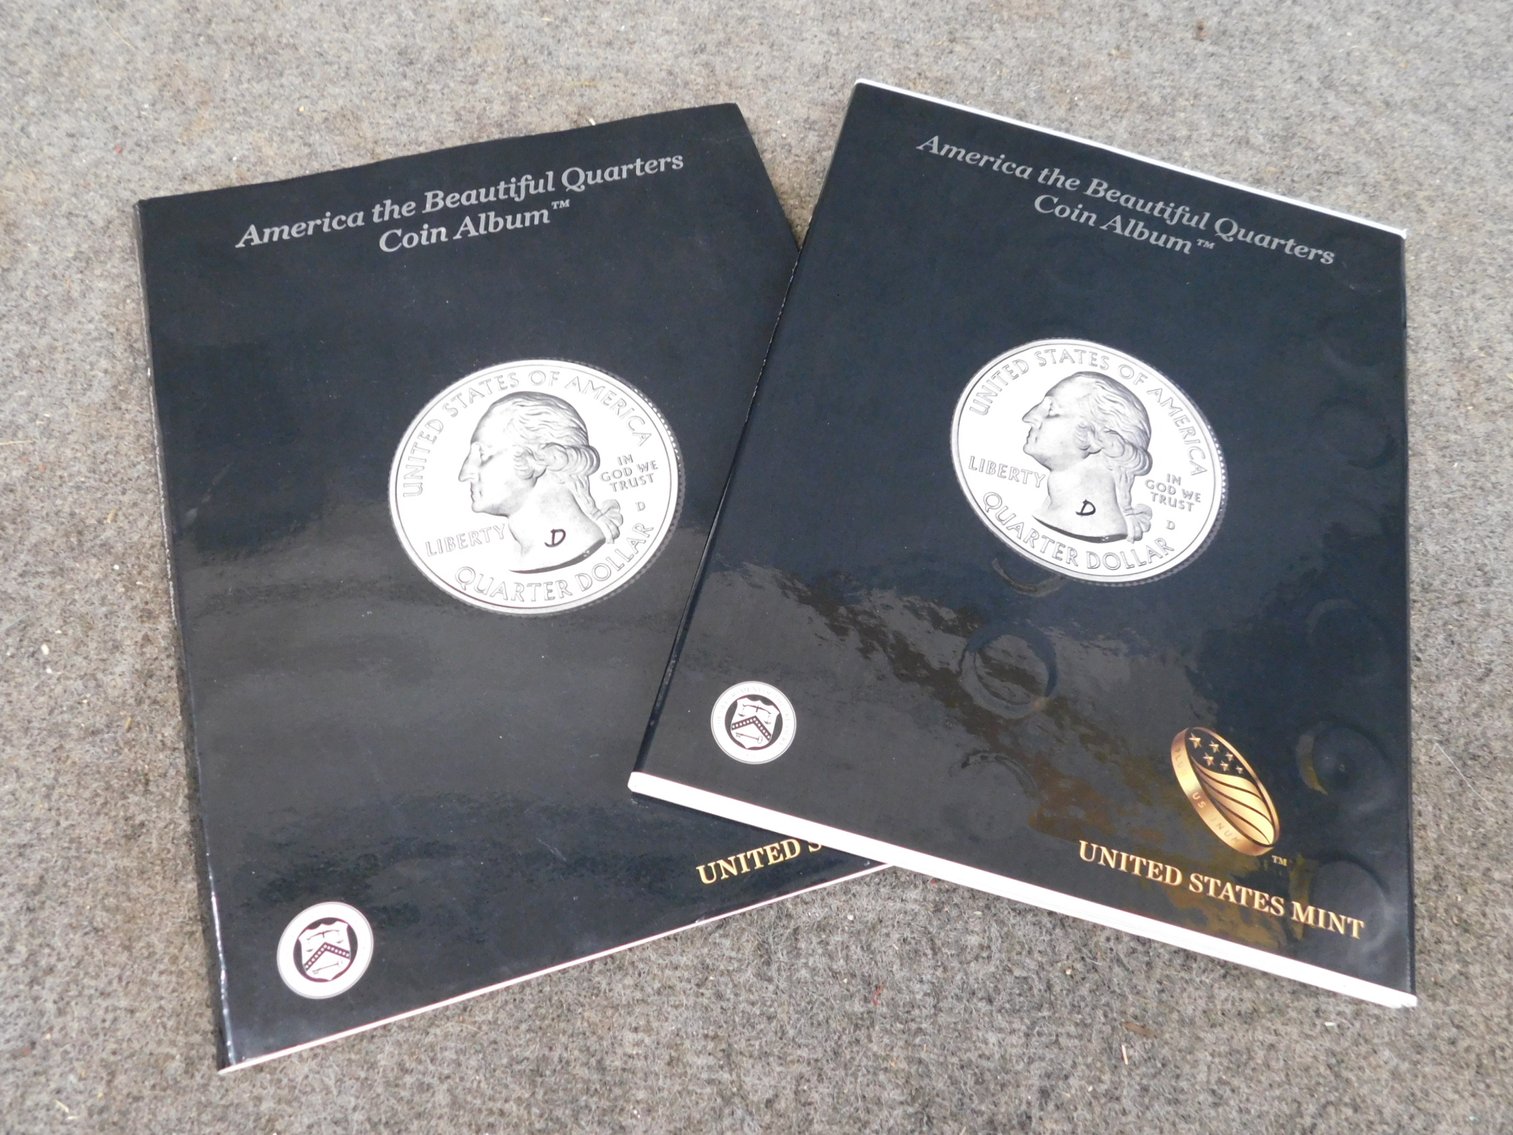 America the Beautiful Quarters
Coin Album™
UNITED STATES OF AMERICA
IN
GOD WE
TRUST
D
LIBERTY
D
QUARTER DOLLAR
UNITED S
America the Beautiful Quarters
Coin Album™
UNITED STATES OF AMERICA
LIBERTY
IN
GOD WE
TRUST
D
D
QUARTER DOLLAR
™
UNITED STATES MINT